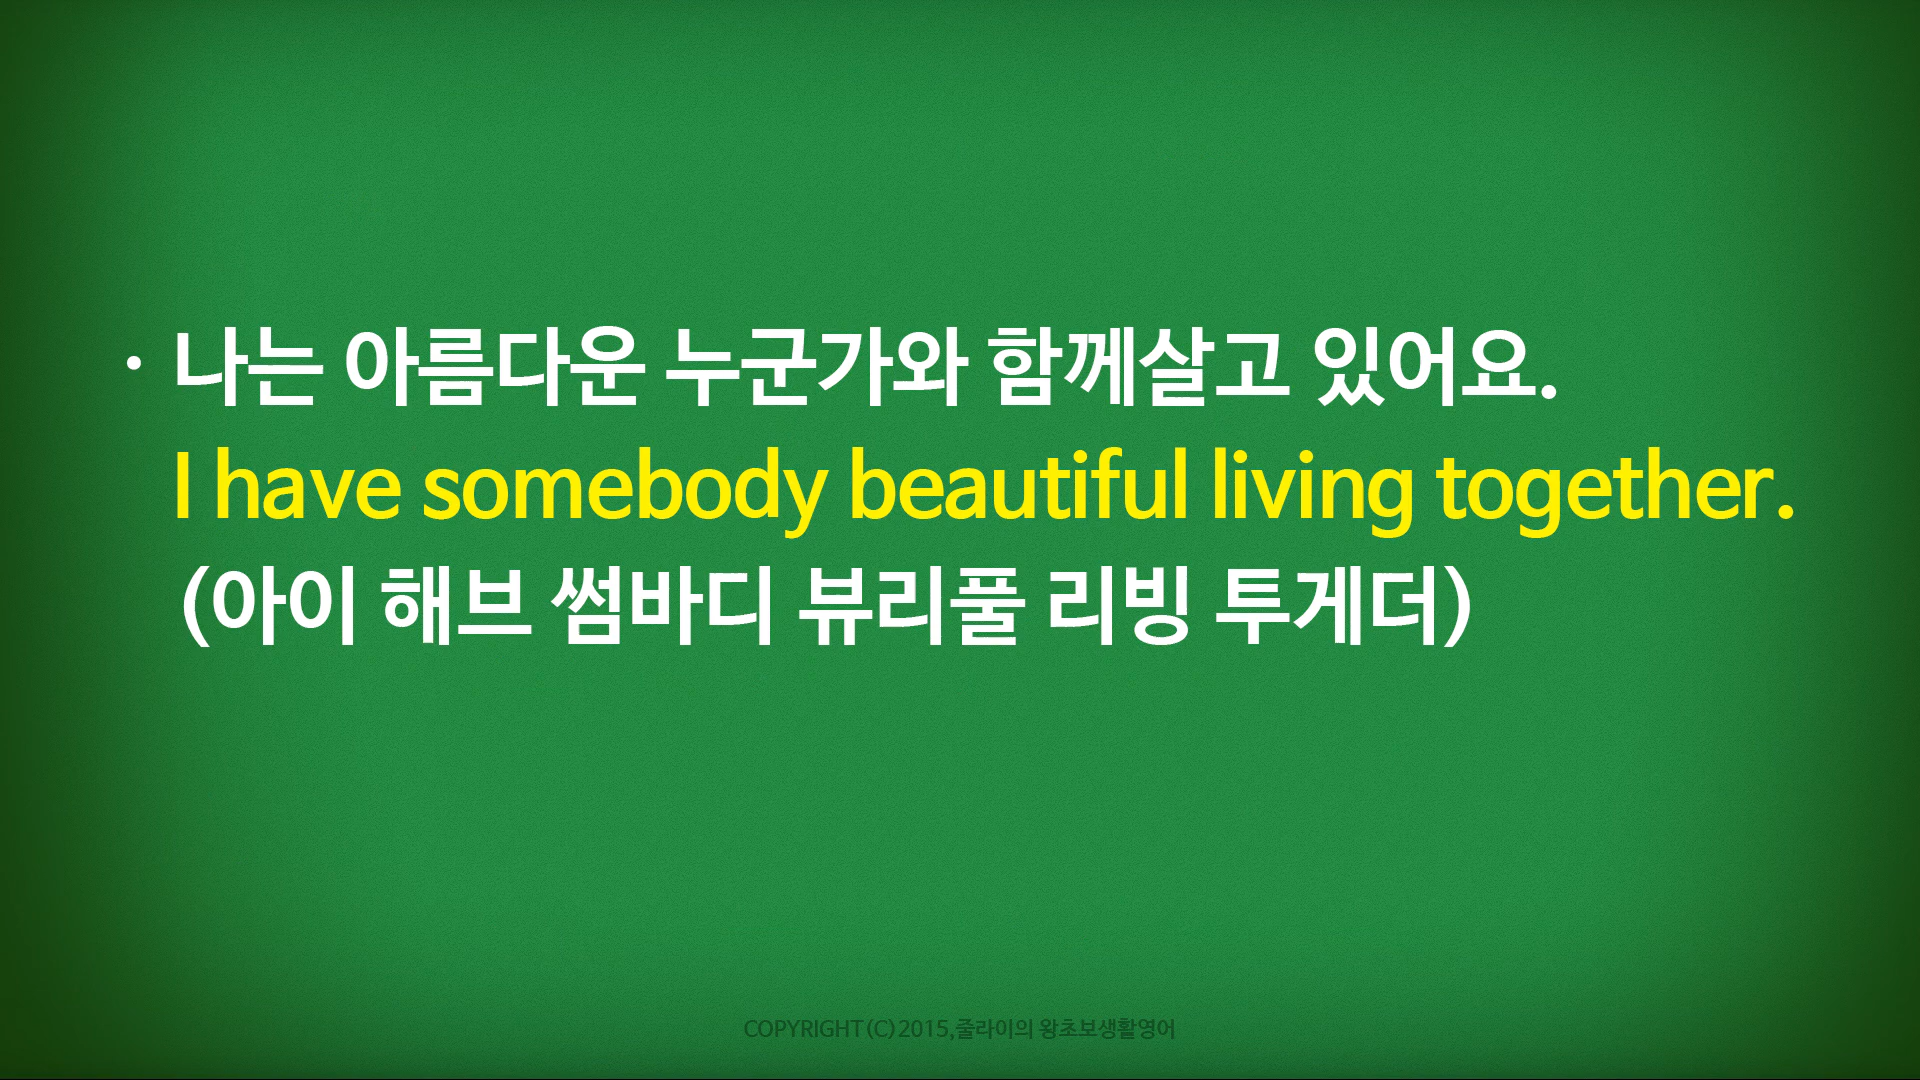 · 나는 아름다운 누군가와 함께살고 있어요.
I have somebody beautiful living together.
(아이 해브 썸바디 뷰리풀 리빙 투게더)
COPYRIGHT(C)2015,줄라이의 왕초보생활영어